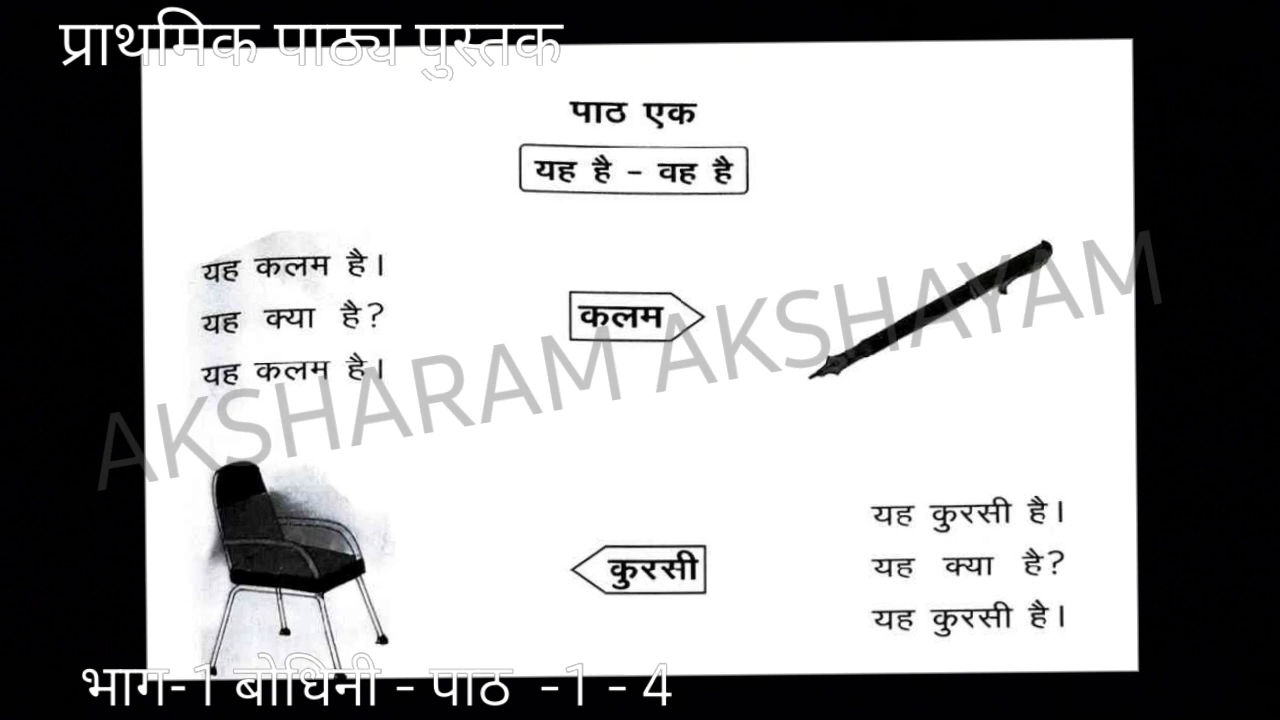 प्राथमिक पाठ्य पुस्तक
पाठ एक
यह है - वह है
यह कलम है।
यह क्या है?
यह कलम है।
कलम
AKSHARAM AKSHAYAM
कुरसी
यह कुरसी है।
यह क्या है?
यह कुरसी है।
भाग-1 बोधिनी - पाठ -1 - 4